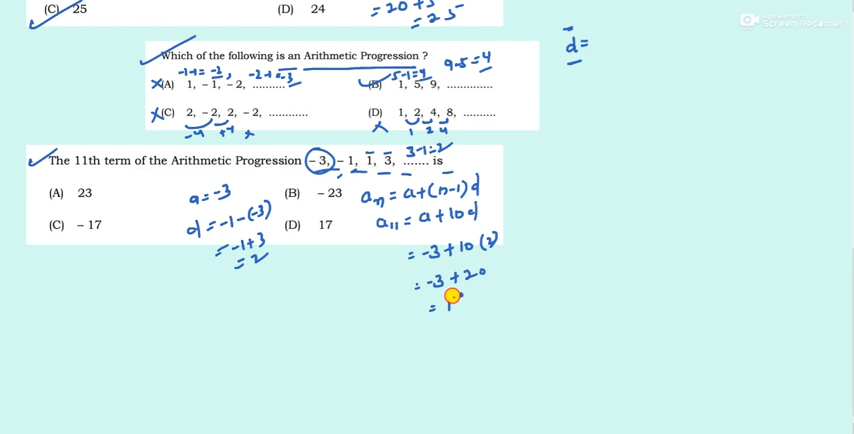 (C) 25 (D) 24
= 20 + 5
= 25
d =
Which of the following is an Arithmetic Progression ?
9-5=4
-1-1= -2, -2+ = -3 5-1=4
(A) 1, – 1, – 2, .......... (B) 1, 5, 9, ..............
(C) 2, – 2, 2, – 2, ............ (D) 1, 2, 4, 8, ..........
-4 +4 1 2 4
3-1=2
The 11th term of the Arithmetic Progression – 3, – 1, 1, 3, ....... is
(A) 23 (B) – 23
a = -3
an = a+(n-1)d
(C) – 17 (D) 17
d = -1-(-3)
a11 = a+10d
= -1+3
= -3+10(2)
= 2
= -3+20
= 1
Screen Recorder